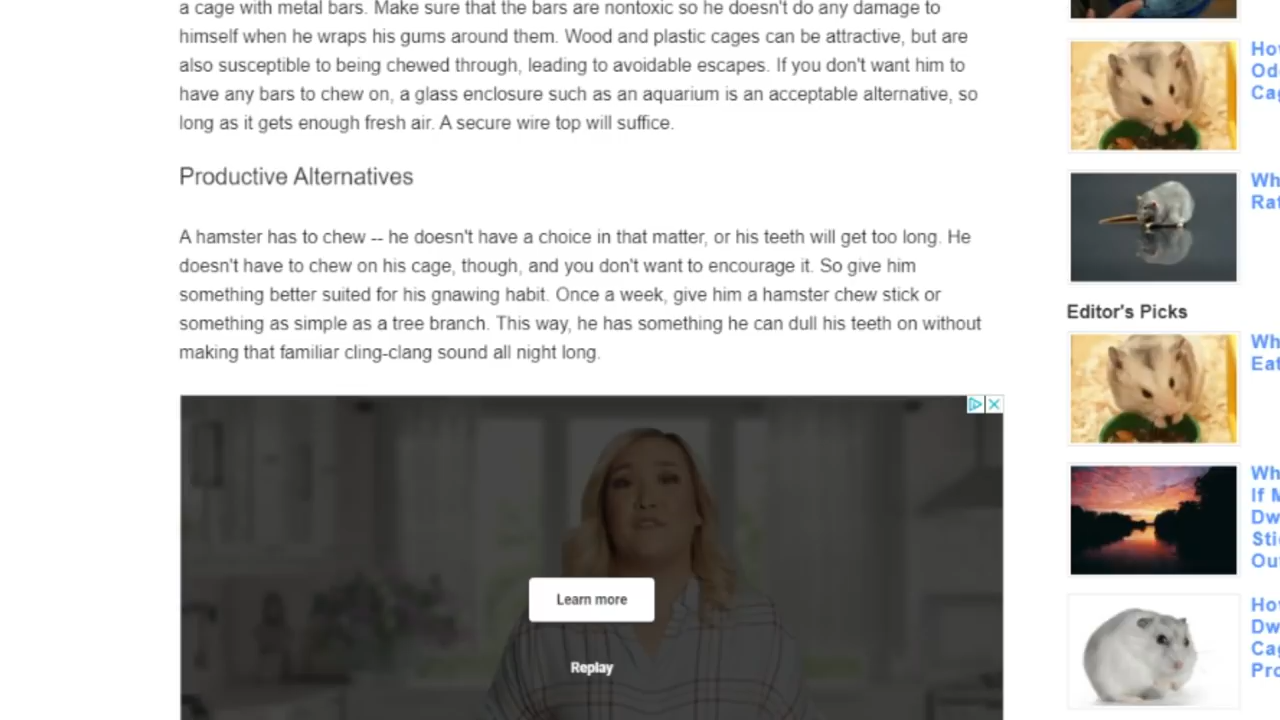 a cage with metal bars. Make sure that the bars are nontoxic so he doesn't do any damage to
himself when he wraps his gums around them. Wood and plastic cages can be attractive, but are
also susceptible to being chewed through, leading to avoidable escapes. If you don't want him to
have any bars to chew on, a glass enclosure such as an aquarium is an acceptable alternative, so
long as it gets enough fresh air. A secure wire top will suffice.
Productive Alternatives
A hamster has to chew -- he doesn't have a choice in that matter, or his teeth will get too long. He
doesn't have to chew on his cage, though, and you don't want to encourage it. So give him
something better suited for his gnawing habit. Once a week, give him a hamster chew stick or
something as simple as a tree branch. This way, he has something he can dull his teeth on without
making that familiar cling-clang sound all night long.
Learn more
Replay
Rat
Editor's Picks
Eat
If M